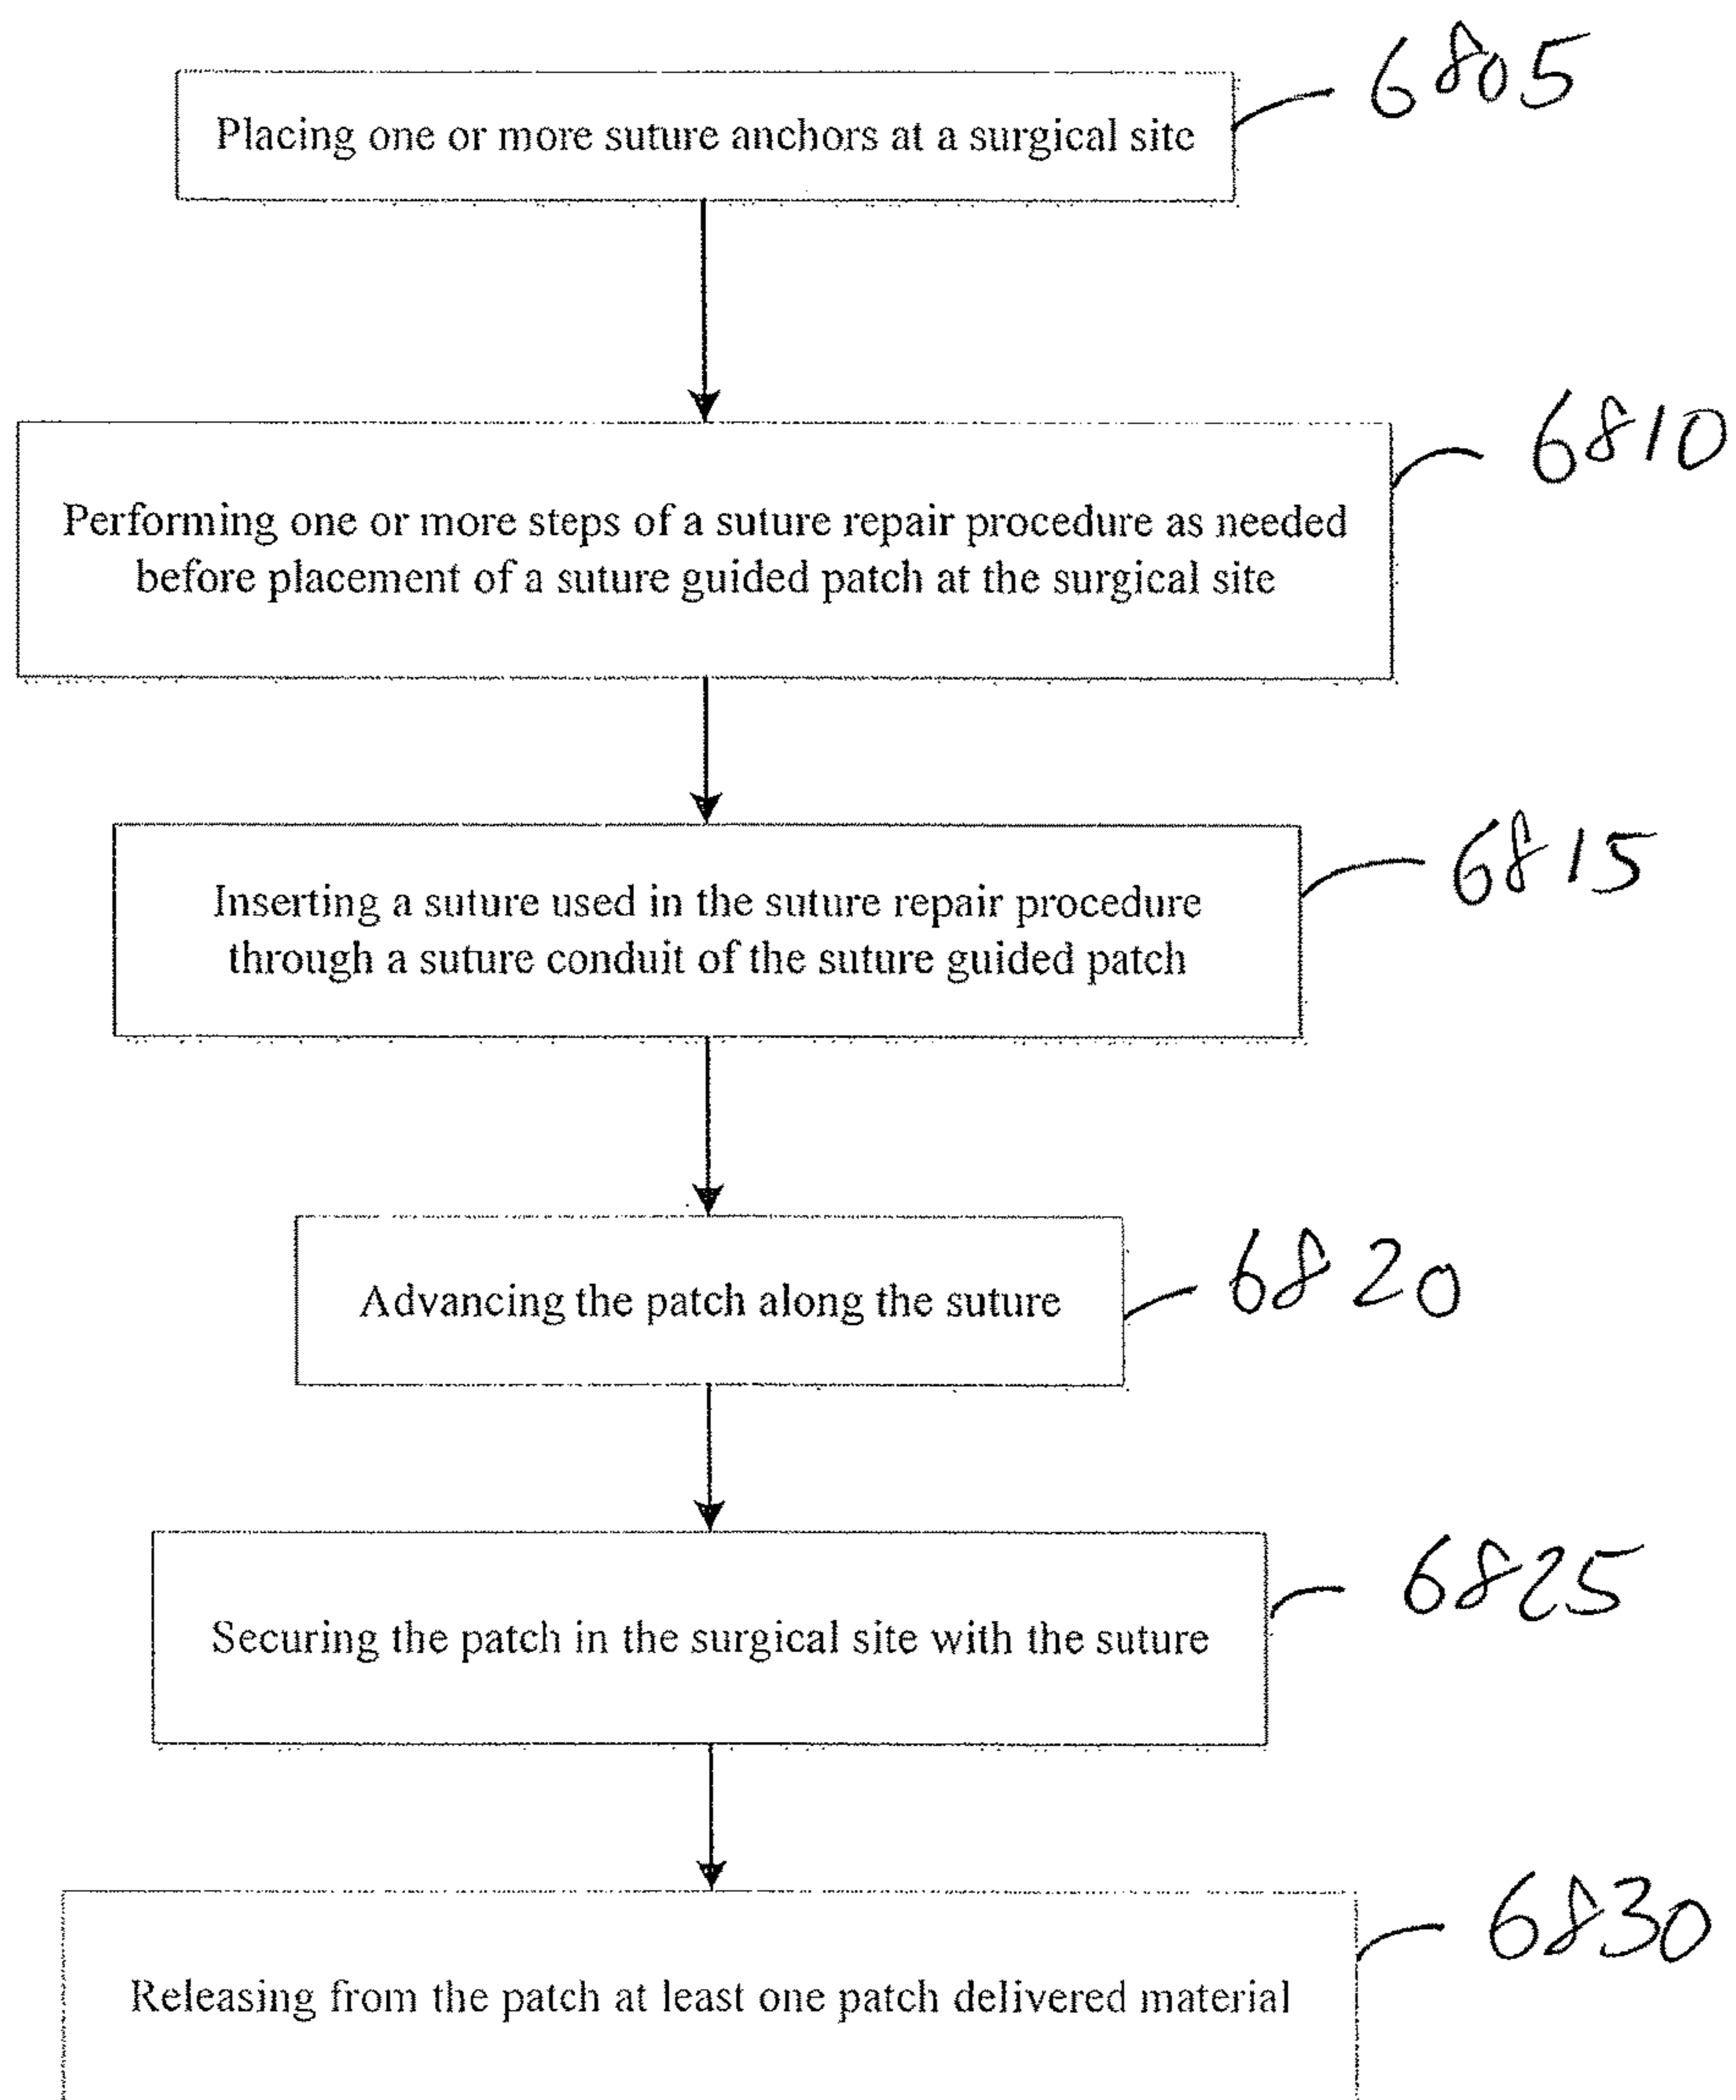 Placing one or more suture anchors at a surgical site
6805
Performing one or more steps of a suture repair procedure as needed
before placement of a suture guided patch at the surgical site
6810
Inserting a suture used in the suture repair procedure
through a suture conduit of the suture guided patch
6815
Advancing the patch along the suture
6820
Securing the patch in the surgical site with the suture
6825
Releasing from the patch at least one patch delivered material
6830